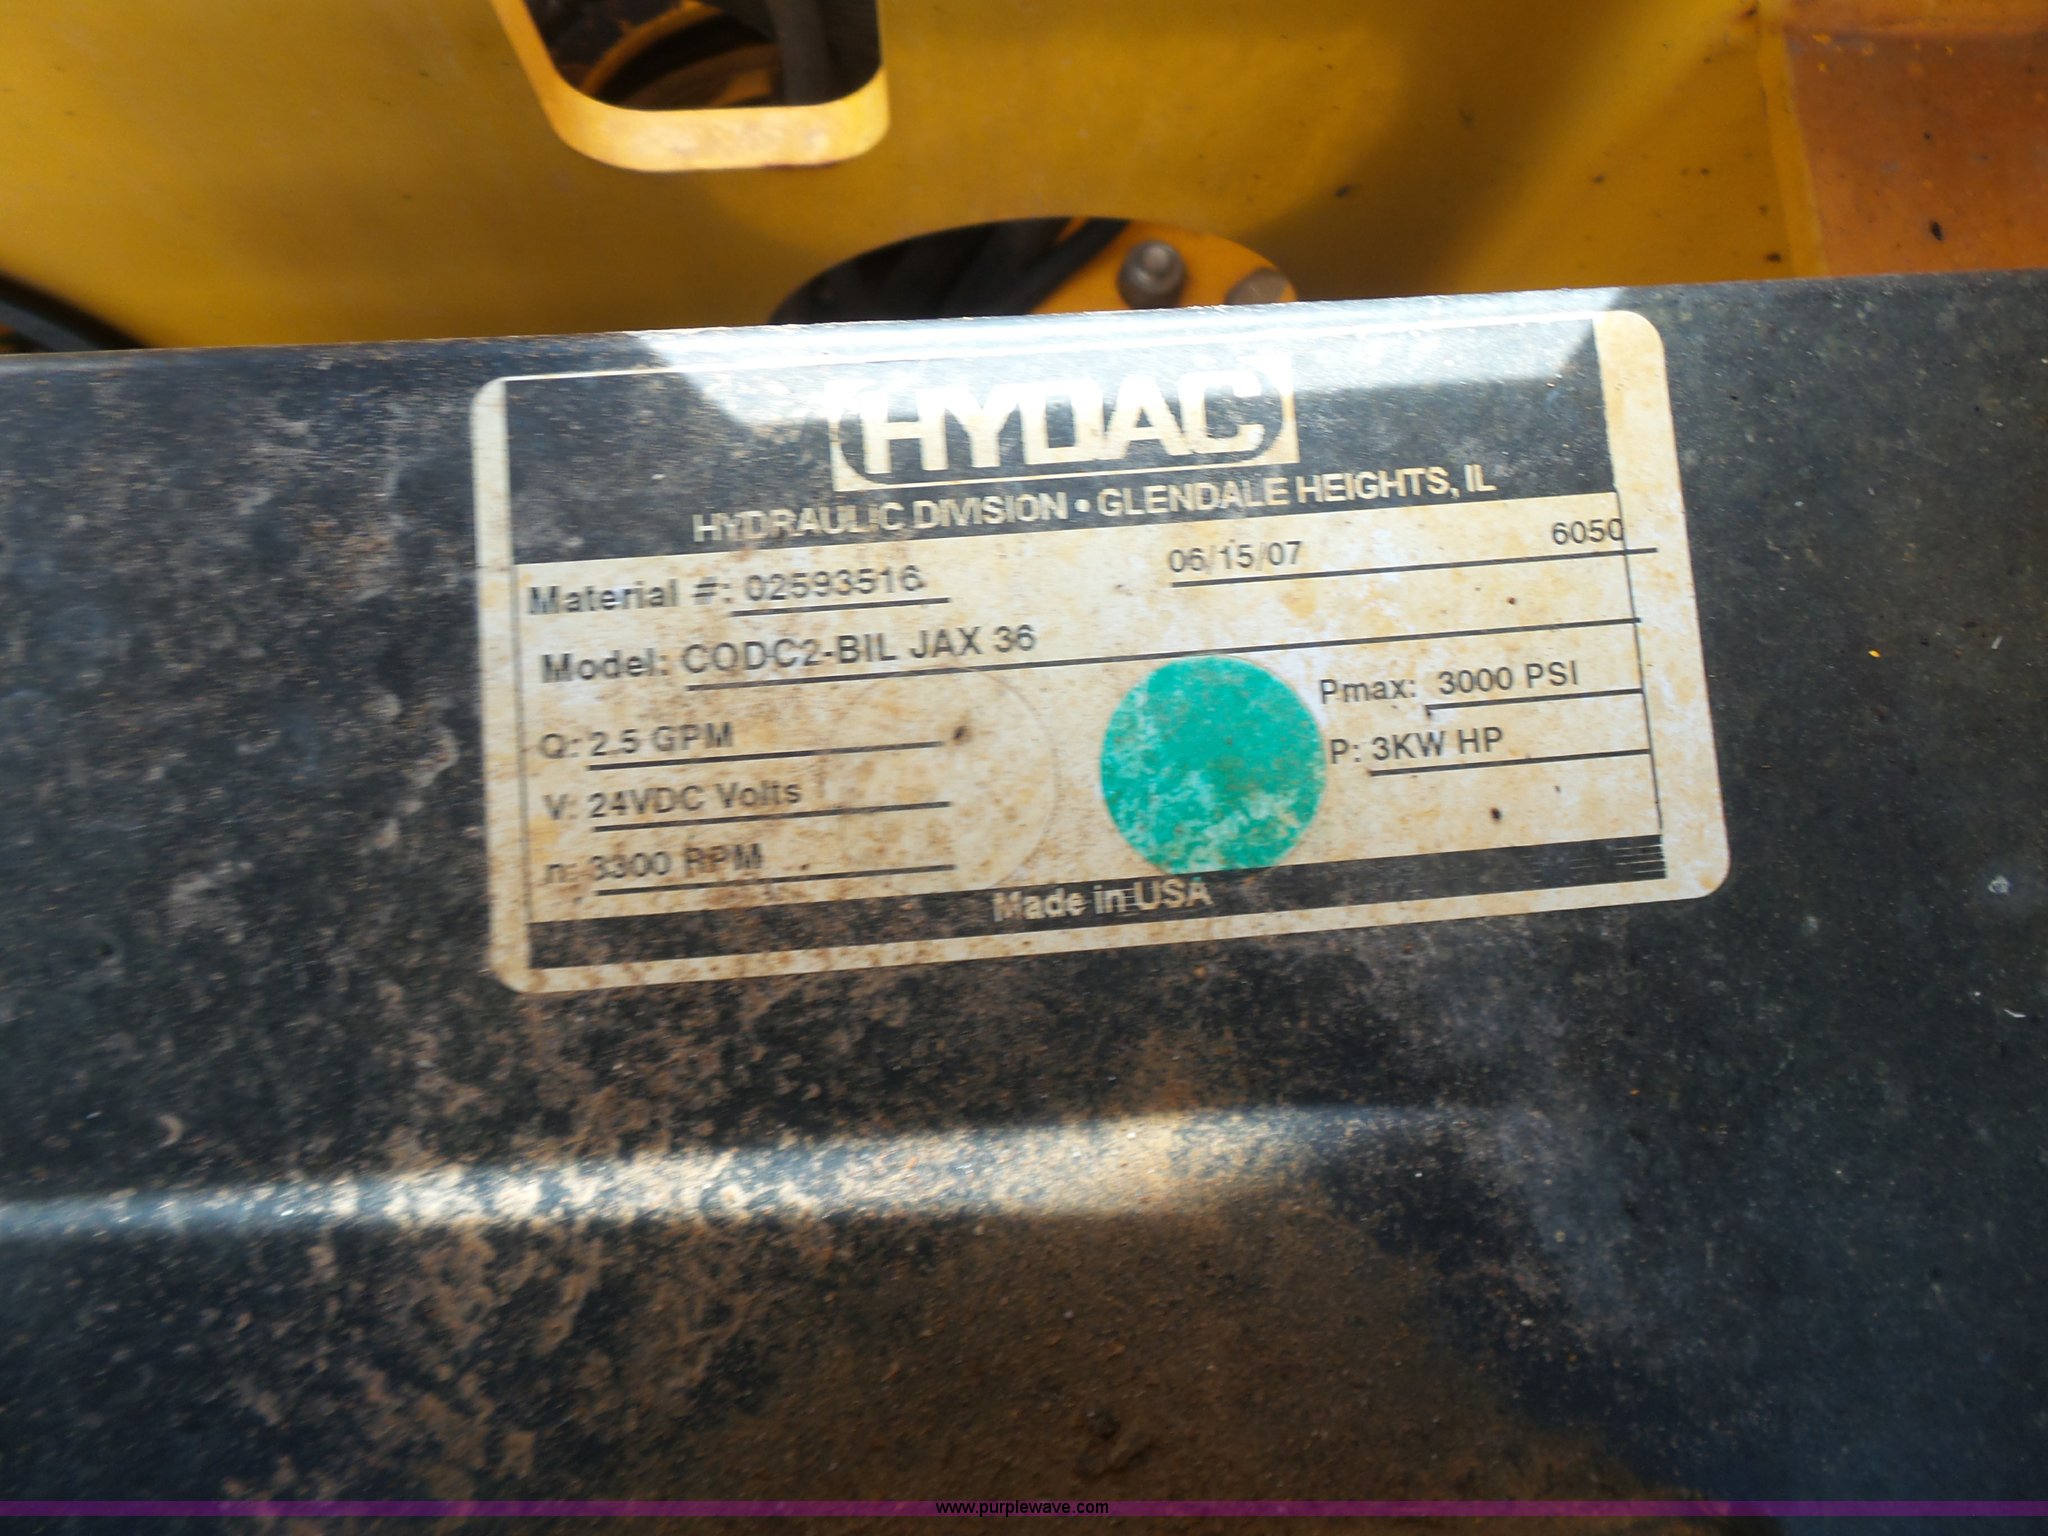 HYDAC
HYDRAULIC DIVISION • GLENDALE HEIGHTS, IL
Material #: 02593516 06/15/07 6050
Model: CODC2-BIL JAX 36
Q: 2.5 GPM Pmax: 3000 PSI
V: 24VDC Volts P: 3KW HP
n: 3300 RPM
Made in USA
www.purplewave.com